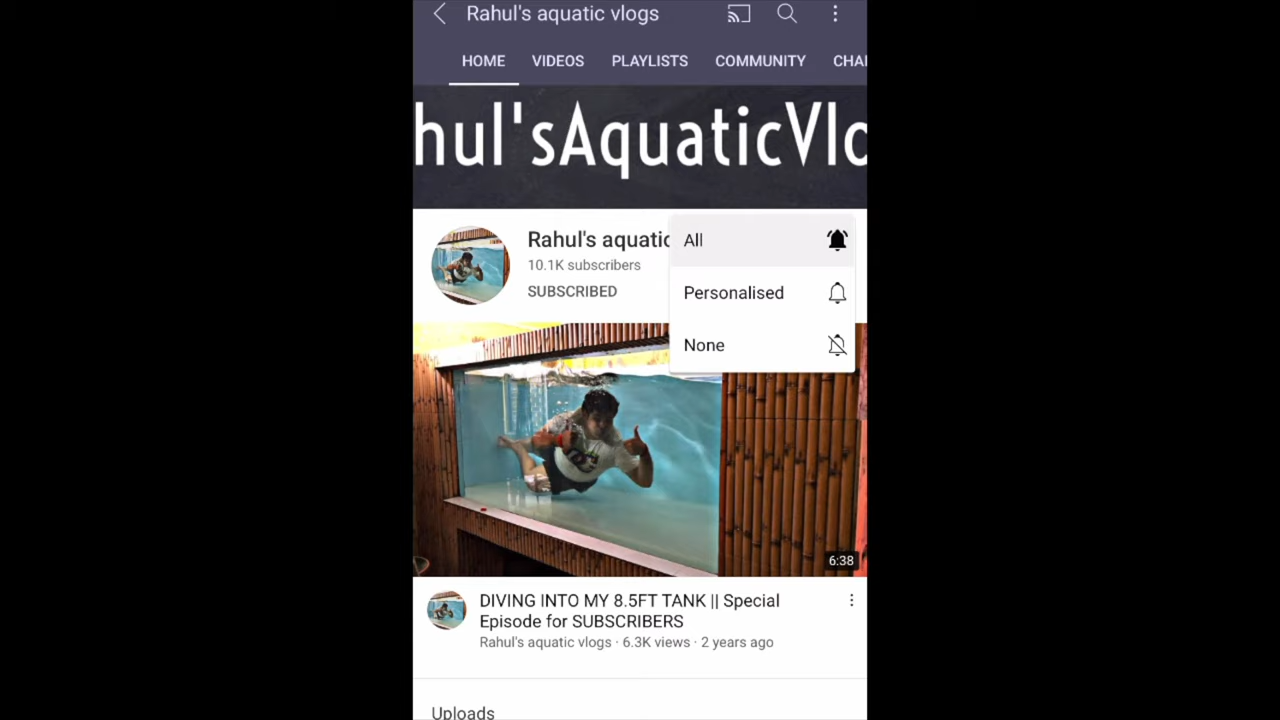 Rahul's aquatic vlogs
HOME VIDEOS PLAYLISTS COMMUNITY CHA
hul'sAquaticVlo
Rahul's aquatic
10.1K subscribers
SUBSCRIBED
All
Personalised
None
6:38
DIVING INTO MY 8.5FT TANK || Special
Episode for SUBSCRIBERS
Rahul's aquatic vlogs · 6.3K views · 2 years ago
Uploads